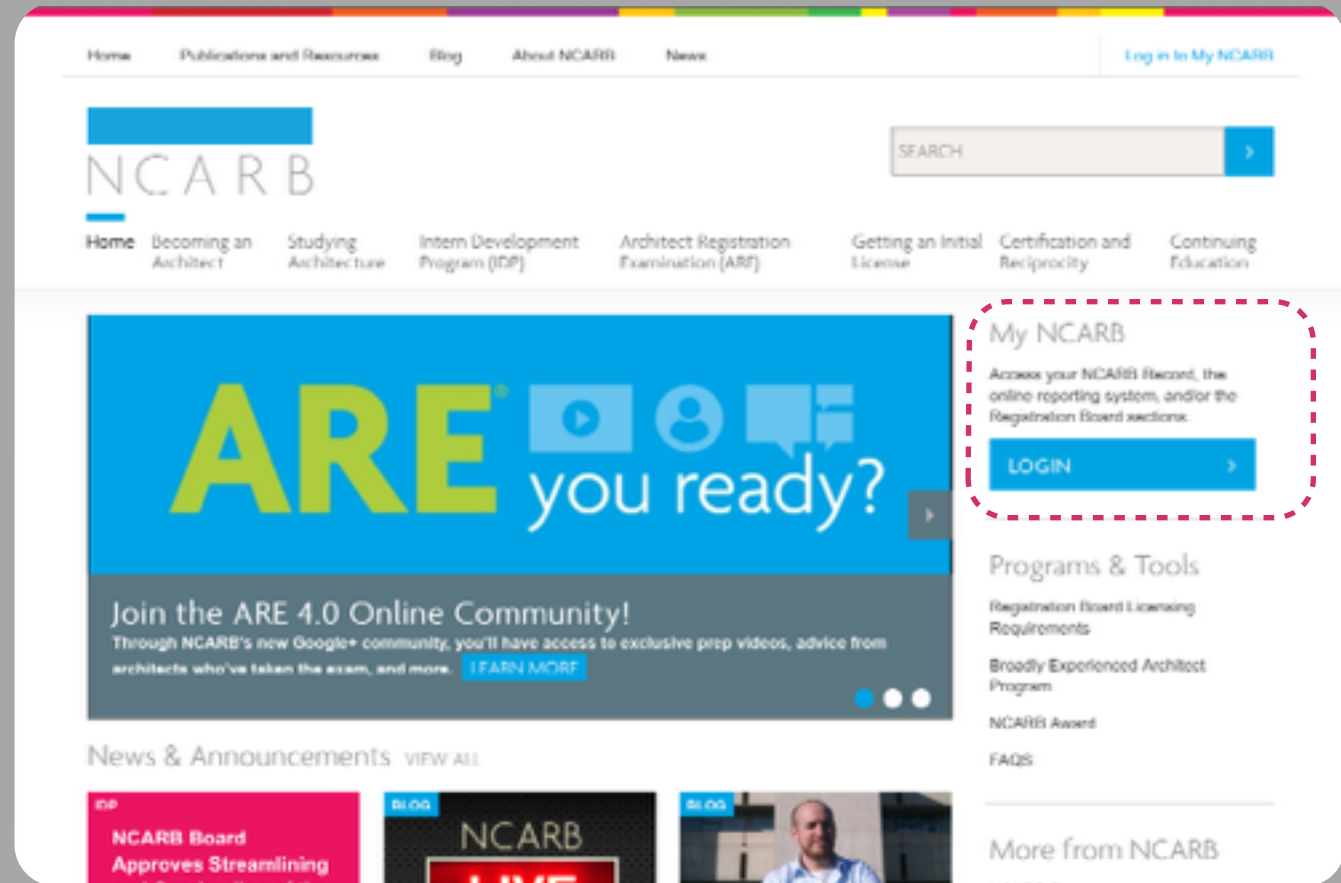 Home Publications and Resources Blog About NCARB News Log in to My NCARB
NCARB
SEARCH
Home Becoming an Studying Intern Development Architect Registration Getting an Initial Certification and Continuing
Architect Architecture Program (IDP) Examination (ARE) License Reciprocity Education
ARE® you ready?
Join the ARE 4.0 Online Community!
Through NCARB's new Google+ community, you'll have access to exclusive prep videos, advice from
architects who've taken the exam, and more. LEARN MORE
My NCARB
Access your NCARB Record, the
online reporting system, and/or the
Registration Board sections.
LOGIN
Programs & Tools
Registration Board Licensing
Requirements
Broadly Experienced Architect
Program
NCARB Award
FAQS
News & Announcements VIEW ALL
IDP
NCARB Board
Approves Streamlining
BLOG
NCARB
LIVE
BLOG
More from NCARB